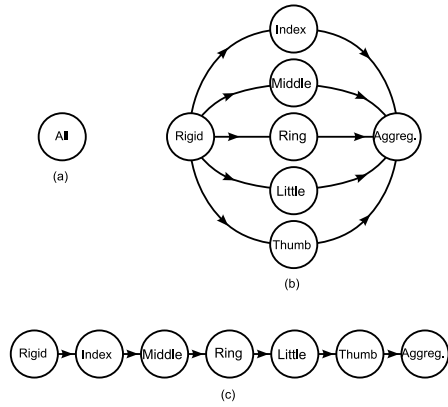 All
(a)
Index
Middle
Rigid
Ring
Aggreg.
Little
Thumb
(b)
Rigid
Index
Middle
Ring
Little
Thumb
Aggreg.
(c)